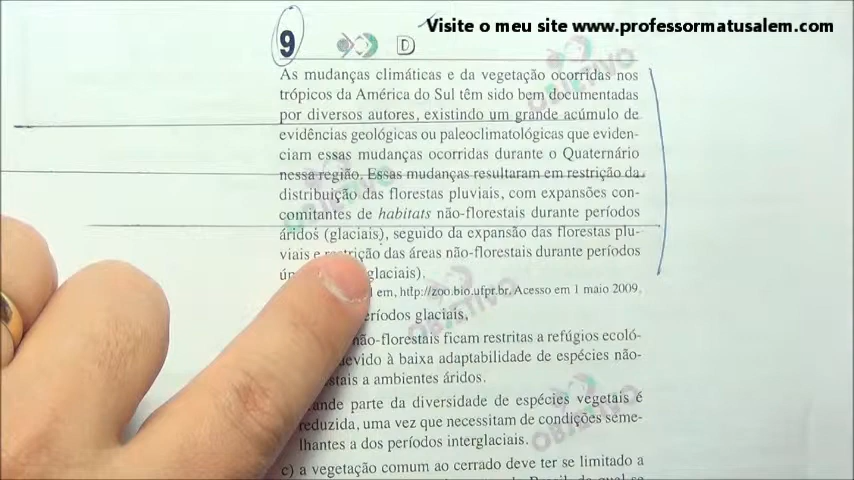 Visite o meu site www.professormatusalem.com
9
D
As mudanças climáticas e da vegetação ocorridas nos
trópicos da América do Sul têm sido bem documentadas
por diversos autores, existindo um grande acúmulo de
evidências geológicas ou paleoclimatológicas que eviden-
ciam essas mudanças ocorridas durante o Quaternário
nessa região. Essas mudanças resultaram em restrição da
distribuição das florestas pluviais, com expansões con-
comitantes de habitats não-florestais durante períodos
áridos (glaciais), seguido da expansão das florestas plu-
viais e restrição das áreas não-florestais durante períodos
glaciais).
em, http://zoo.bio.ufpr.br. Acesso em 1 maio 2009.
eríodos glaciais,
não-florestais ficam restritas a refúgios ecoló-
devido à baixa adaptabilidade de espécies não-
stais a ambientes áridos.
ande parte da diversidade de espécies vegetais é
reduzida, uma vez que necessitam de condições seme-
lhantes a dos períodos interglaciais.
c) a vegetação comum ao cerrado deve ter se limitado a
OBJETIVO
OBJETIVO
OBJETIVO
OBJETIVO